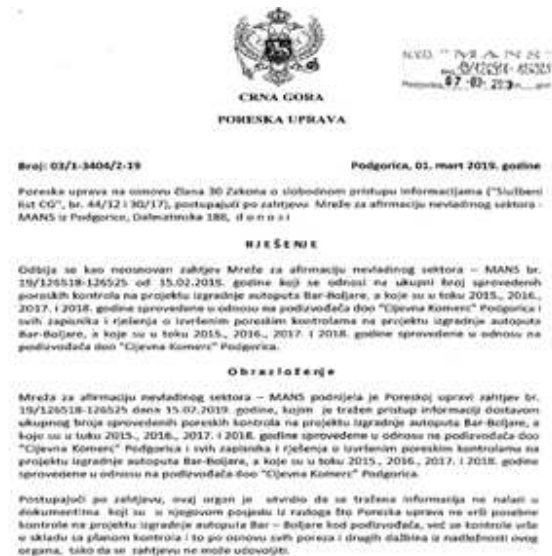 N.V.O. "M A N S"
19/126518-126525
07-03-2019
CRNA GORA
PORESKA UPRAVA
Broj: 03/1-3404/2-19 Podgorica, 01. mart 2019. godine
Poreska uprava na osnovu člana 30 Zakona o slobodnom pristupu informacijama ("Službeni
list CG", br. 44/12 i 30/17), postupajući po zahtjevu Mreže za afirmaciju nevladinog sektora -
MANS iz Podgorice, Dalmatinska 188, d o n o s i
R J E Š E NJ E
Odbija se kao neosnovan zahtjev Mreže za afirmaciju nevladinog sektora – MANS br.
19/126518-126525 od 15.02.2019. godine koji se odnosi na ukupni broj sprovedenih
poreskih kontrola na projektu izgradnje autoputa Bar-Boljare, a koje su u toku 2015., 2016.,
2017. i 2018. godine sprovedene u odnosu na podizvođača doo "Cijevna Komerc" Podgorica i
svih zapisnika i rješenja o izvršenim poreskim kontrolama na projektu izgradnje autoputa
Bar-Boljare, a koje su u toku 2015., 2016., 2017. i 2018. godine sprovedene u odnosu na
podizvođača doo "Cijevna Komerc" Podgorica.
O b r a z l o ž e nj e
Mreža za afirmaciju nevladinog sektora – MANS podnijela je Poreskoj upravi zahtjev br.
19/126518-126525 dana 15.02.2019. godine, kojim je tražen pristup informaciji dostavom
ukupnog broja sprovedenih poreskih kontrola na projektu izgradnje autoputa Bar-Boljare, a
koje su u toku 2015., 2016., 2017. i 2018. godine sprovedene u odnosu na podizvođača doo
"Cijevna Komerc" Podgorica i svih zapisnika i rješenja o izvršenim poreskim kontrolama na
projektu izgradnje autoputa Bar-Boljare, a koje su u toku 2015., 2016., 2017. i 2018. godine
sprovedene u odnosu na podizvođača doo "Cijevna Komerc" Podgorica.
Postupajući po zahtjevu, ovaj organ je utvrdio da se tražena informacija ne nalazi u
dokumentima koji su u njegovom posjedu iz razloga što Poreska uprava ne vrši posebne
kontrole na projektu izgradnje autoputa Bar – Boljare kod podizvođača, već se kontrole vrše
u skladu sa planom kontrola i to po osnovu svih poreza i drugih dažbina iz nadležnosti ovog
organa, tako da se zahtjevu ne može udovoljiti.